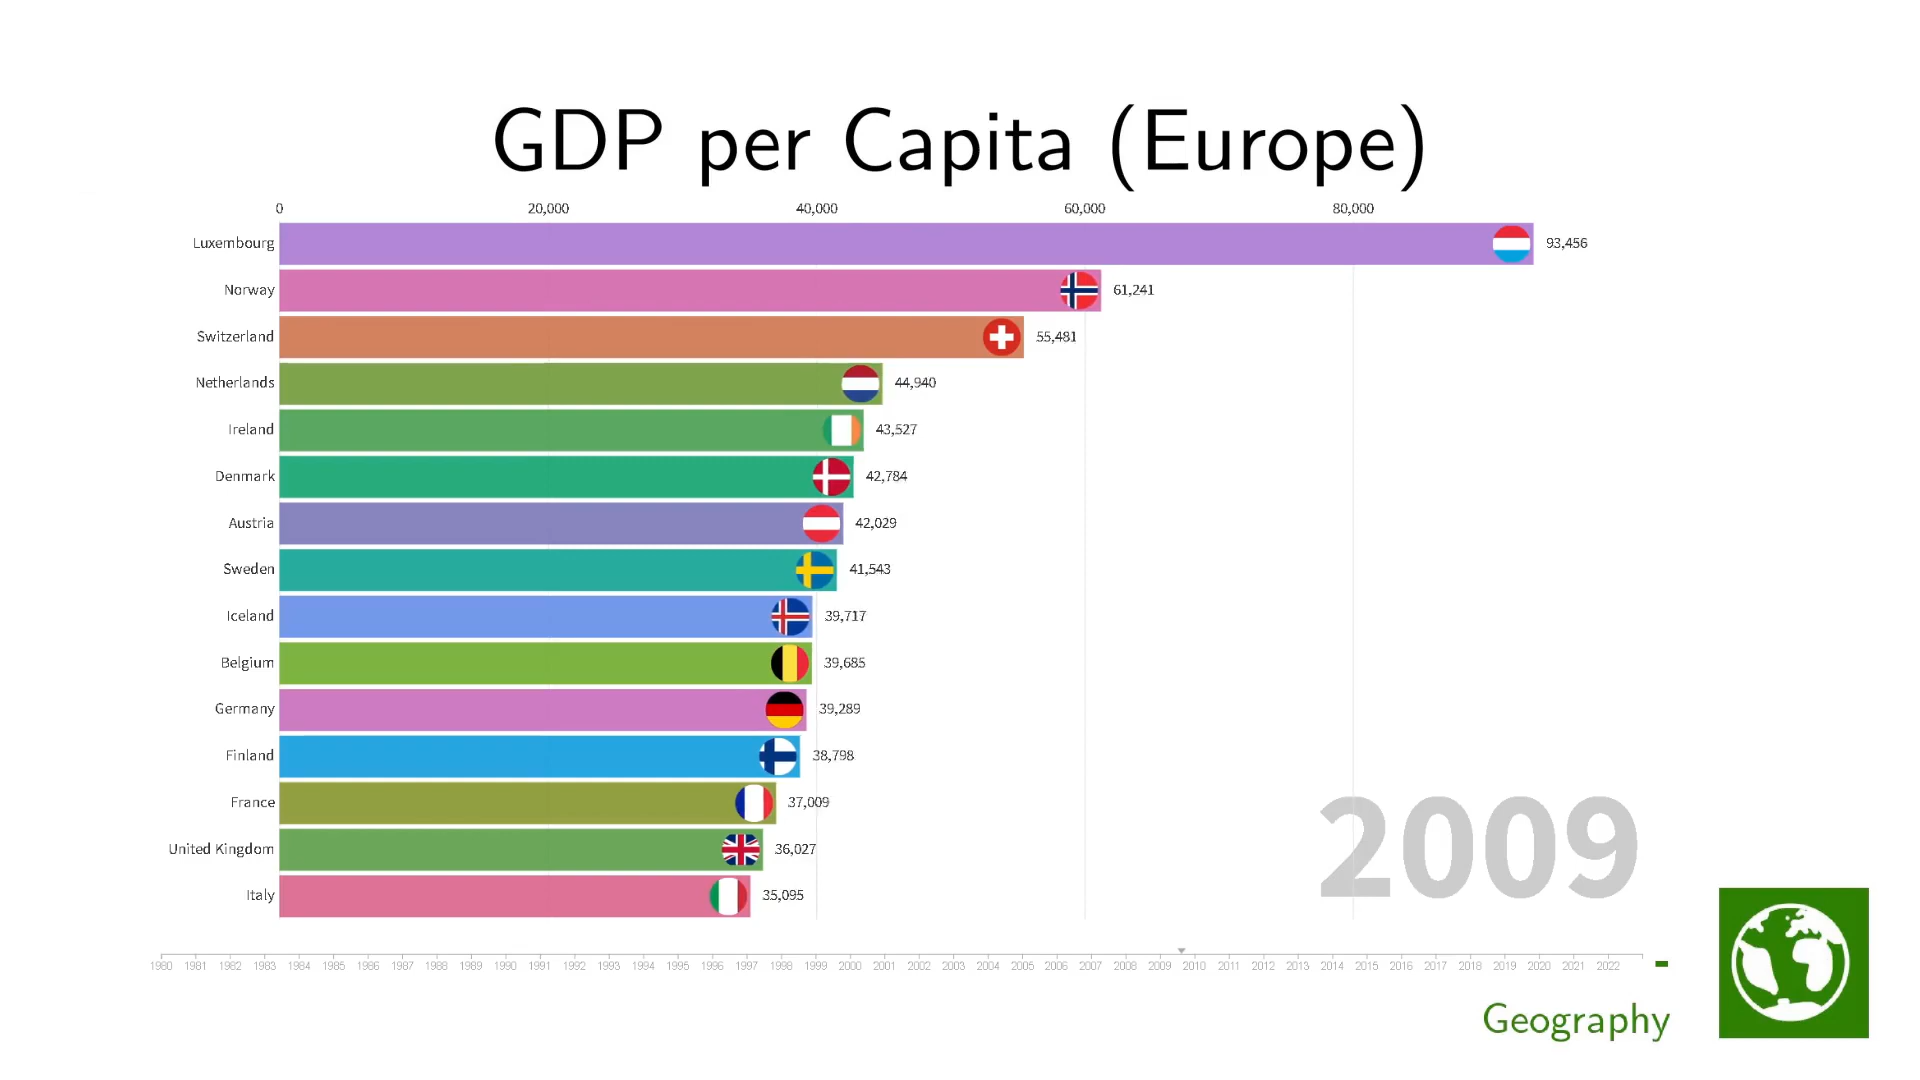 GDP per Capita (Europe)
0 20,000 40,000 60,000 80,000
Luxembourg 93,456
Norway 61,241
Switzerland 55,481
Netherlands 44,940
Ireland 43,527
Denmark 42,784
Austria 42,029
Sweden 41,543
Iceland 39,717
Belgium 39,685
Germany 39,289
Finland 38,798
France 37,009
United Kingdom 36,027
Italy 35,095
2009
1980 1981 1982 1983 1984 1985 1986 1987 1988 1989 1990 1991 1992 1993 1994 1995 1996 1997 1998 1999 2000 2001 2002 2003 2004 2005 2006 2007 2008 2009 2010 2011 2012 2013 2014 2015 2016 2017 2018 2019 2020 2021 2022
Geography